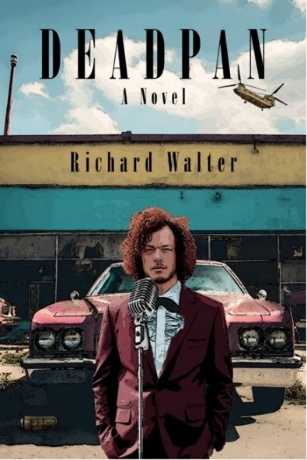 DEADPAN
A Novel
Richard Walter